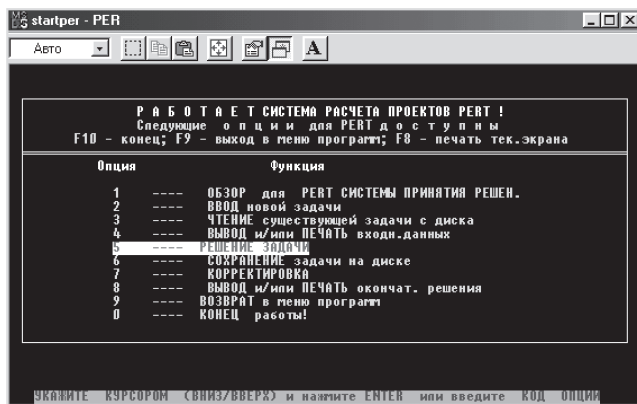 startper - PER
Авто
A
Р А Б О Т А Е Т СИСТЕМА РАСЧЕТА ПРОЕКТОВ PERT !
Следующие о п ц и и для PERT д о с т у п н ы
F10 - конец; F9 - выход в меню программ; F8 - печать тек.экрана
Опция Функция
1 ---- ОБЗОР для PERT СИСТЕМЫ ПРИНЯТИЯ РЕШЕН.
2 ---- ВВОД новой задачи
3 ---- ЧТЕНИЕ существующей задачи с диска
4 ---- ВЫВОД и/или ПЕЧАТЬ входн.данных
5 ---- РЕШЕНИЕ ЗАДАЧИ
6 ---- СОХРАНЕНИЕ задачи на диске
7 ---- КОРРЕКТИРОВКА
8 ---- ВЫВОД и/или ПЕЧАТЬ окончат. решения
9 ---- ВОЗВРАТ в меню программ
0 ---- КОНЕЦ работы!
УКАЖИТЕ КУРСОРОМ (ВНИЗ/ВВЕРХ) и нажмите ENTER или введите КОД ОПЦИИ